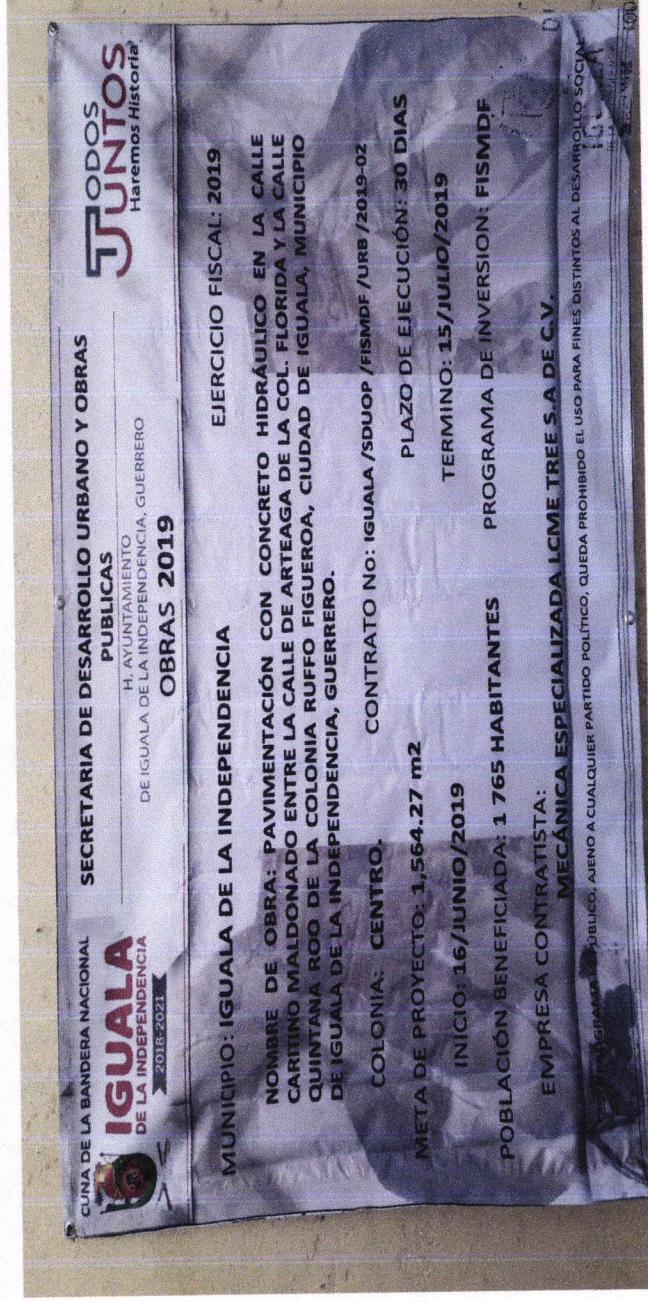 CUNA DE LA BANDERA NACIONAL
IGUALA
DE LA INDEPENDENCIA
2018-2021
SECRETARIA DE DESARROLLO URBANO Y OBRAS
PUBLICAS
H. AYUNTAMIENTO
DE IGUALA DE LA INDEPENDENCIA, GUERRERO
OBRAS 2019
TODOS
JUNTOS
Haremos Historia
MUNICIPIO: IGUALA DE LA INDEPENDENCIA EJERCICIO FISCAL: 2019
NOMBRE DE OBRA: PAVIMENTACIÓN CON CONCRETO HIDRÁULICO EN LA CALLE
CARITINO MALDONADO ENTRE LA CALLE DE ARTEAGA DE LA COL. FLORIDA Y LA CALLE
QUINTANA ROO DE LA COLONIA RUFFO FIGUEROA, CIUDAD DE IGUALA, MUNICIPIO
DE IGUALA DE LA INDEPENDENCIA, GUERRERO.
COLONIA: CENTRO. CONTRATO No: IGUALA /SDUOP /FISMDF /URB /2019-02
META DE PROYECTO: 1,564.27 m2 PLAZO DE EJECUCIÓN: 30 DIAS
INICIO: 16/JUNIO/2019 TERMINO: 15/JULIO/2019
POBLACIÓN BENEFICIADA: 1 765 HABITANTES PROGRAMA DE INVERSION: FISMDF
EMPRESA CONTRATISTA:
MECÁNICA ESPECIALIZADA LCME TREE S.A DE C.V.
PÚBLICO, AJENO A CUALQUIER PARTIDO POLÍTICO, QUEDA PROHIBIDO EL USO PARA FINES DISTINTOS AL DESARROLLO SOCIAL